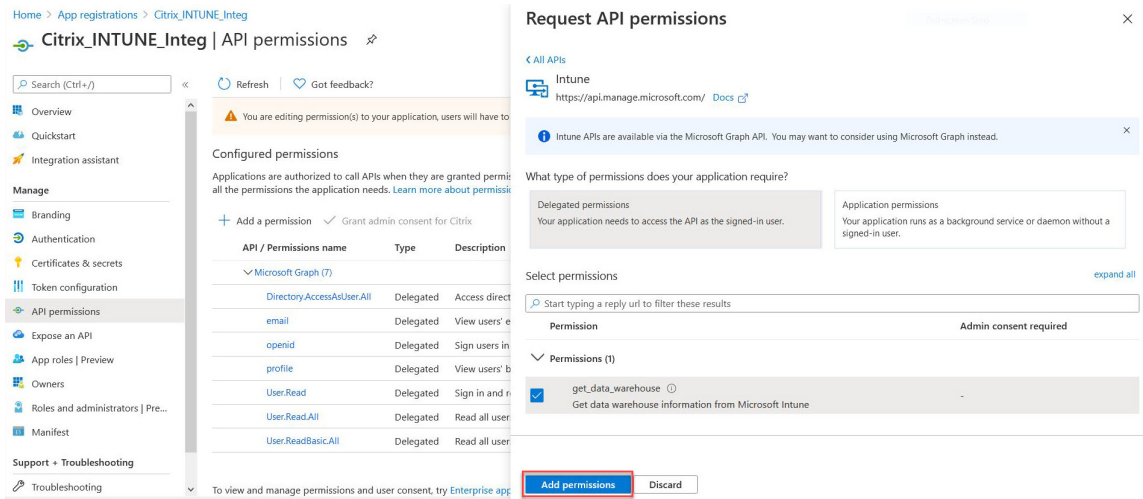 Home > App registrations > Citrix_INTUNE_Integ
Citrix_INTUNE_Integ | API permissions
Search (Ctrl+/)
«
Overview
Quickstart
Integration assistant
Manage
Branding
Authentication
Certificates & secrets
Token configuration
API permissions
Expose an API
App roles | Preview
Owners
Roles and administrators | Pre...
Manifest
Support + Troubleshooting
Troubleshooting
Refresh
Got feedback?
You are editing permission(s) to your application, users will have to
Configured permissions
Applications are authorized to call APIs when they are granted permis
all the permissions the application needs. Learn more about permissio
Add a permission
Grant admin consent for Citrix
API / Permissions name Type Description
Microsoft Graph (7)
Directory.AccessAsUser.All Delegated Access direct
email Delegated View users' e
openid Delegated Sign users in
profile Delegated View users' b
User.Read Delegated Sign in and r
User.Read.All Delegated Read all user
User.ReadBasic.All Delegated Read all user
To view and manage permissions and user consent, try Enterprise app
Request API permissions
< All APIs
Intune
https://api.manage.microsoft.com/ Docs
Intune APIs are available via the Microsoft Graph API. You may want to consider using Microsoft Graph instead.
What type of permissions does your application require?
Delegated permissions
Your application needs to access the API as the signed-in user.
Application permissions
Your application runs as a background service or daemon without a
signed-in user.
Select permissions
expand all
Start typing a reply url to filter these results
Permission Admin consent required
Permissions (1)
get_data_warehouse
Get data warehouse information from Microsoft Intune
-
Add permissions
Discard